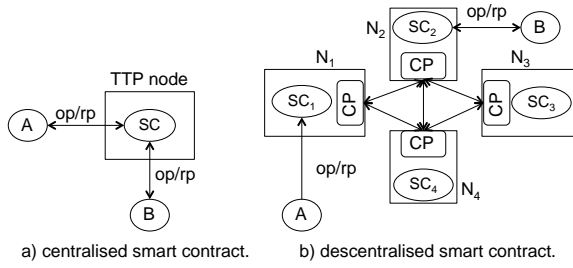 TTP node
A
op/rp
SC
op/rp
B
a) centralised smart contract.
N1
SC1
CP
op/rp
A
N2
SC2
op/rp
B
CP
N3
CP
SC3
CP
SC4
N4
b) descentralised smart contract.